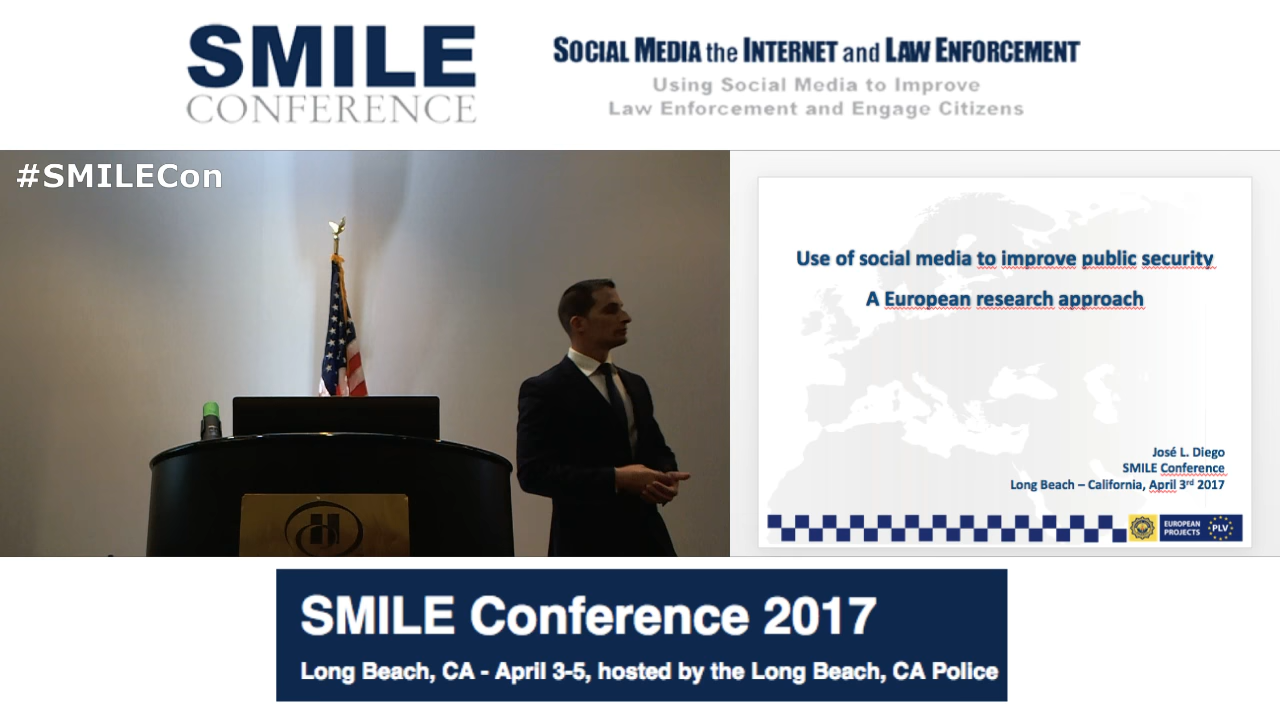 SMILE
CONFERENCE
SOCIAL MEDIA the INTERNET and LAW ENFORCEMENT
Using Social Media to Improve
Law Enforcement and Engage Citizens
#SMILECon
Use of social media to improve public security
A European research approach
José L. Diego
SMILE Conference
Long Beach – California, April 3rd 2017
EUROPEAN
PROJECTS
PLV
SMILE Conference 2017
Long Beach, CA - April 3-5, hosted by the Long Beach, CA Police